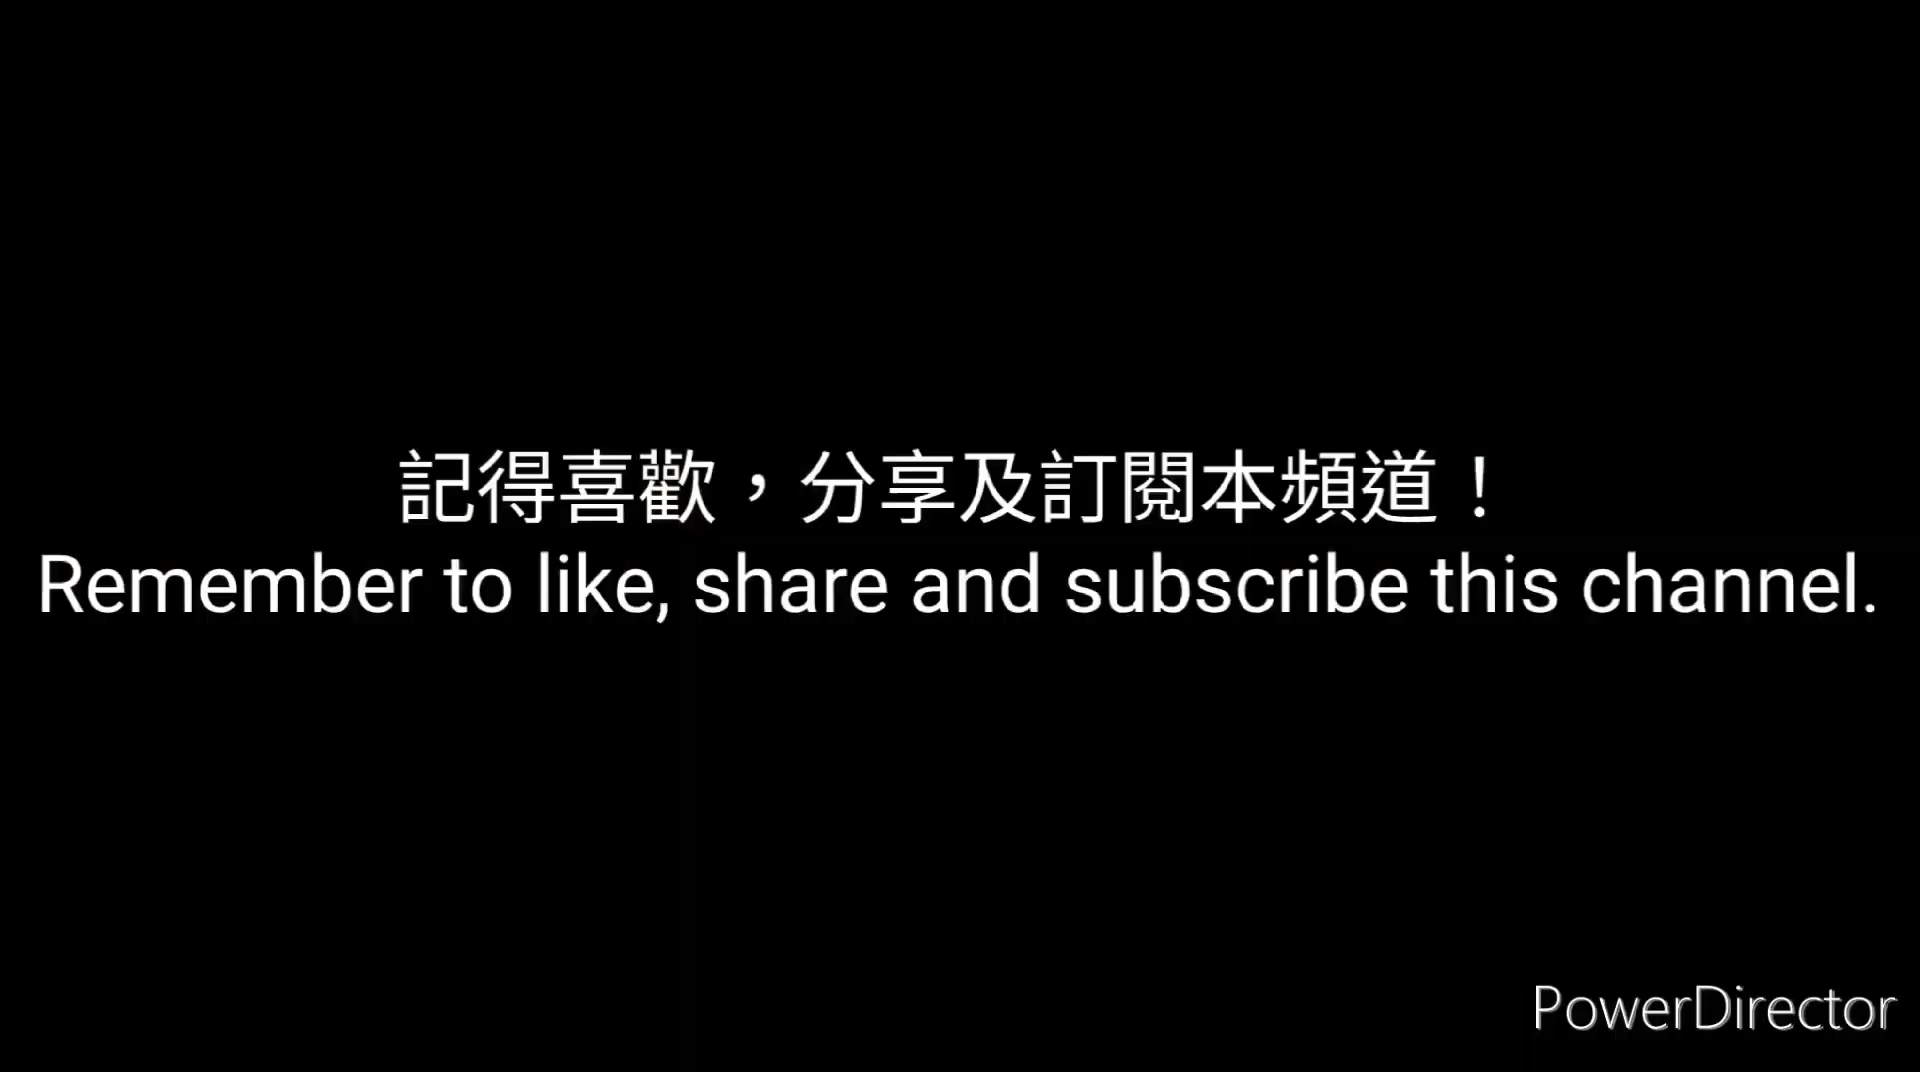 記得喜歡，分享及訂閱本頻道！
Remember to like, share and subscribe this channel.
PowerDirector